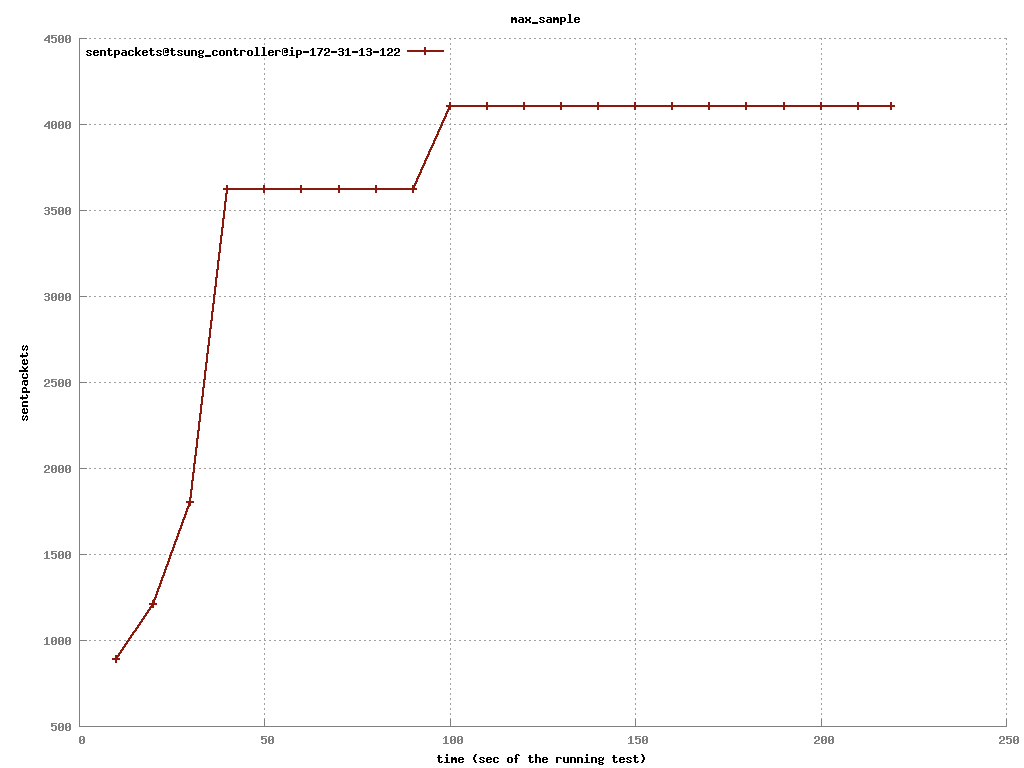 max_sample
sentpackets@tsung_controller@ip-172-31-13-122
4500
4000
3500
3000
2500
2000
1500
1000
500
sentpackets
0 50 100 150 200 250
time (sec of the running test)